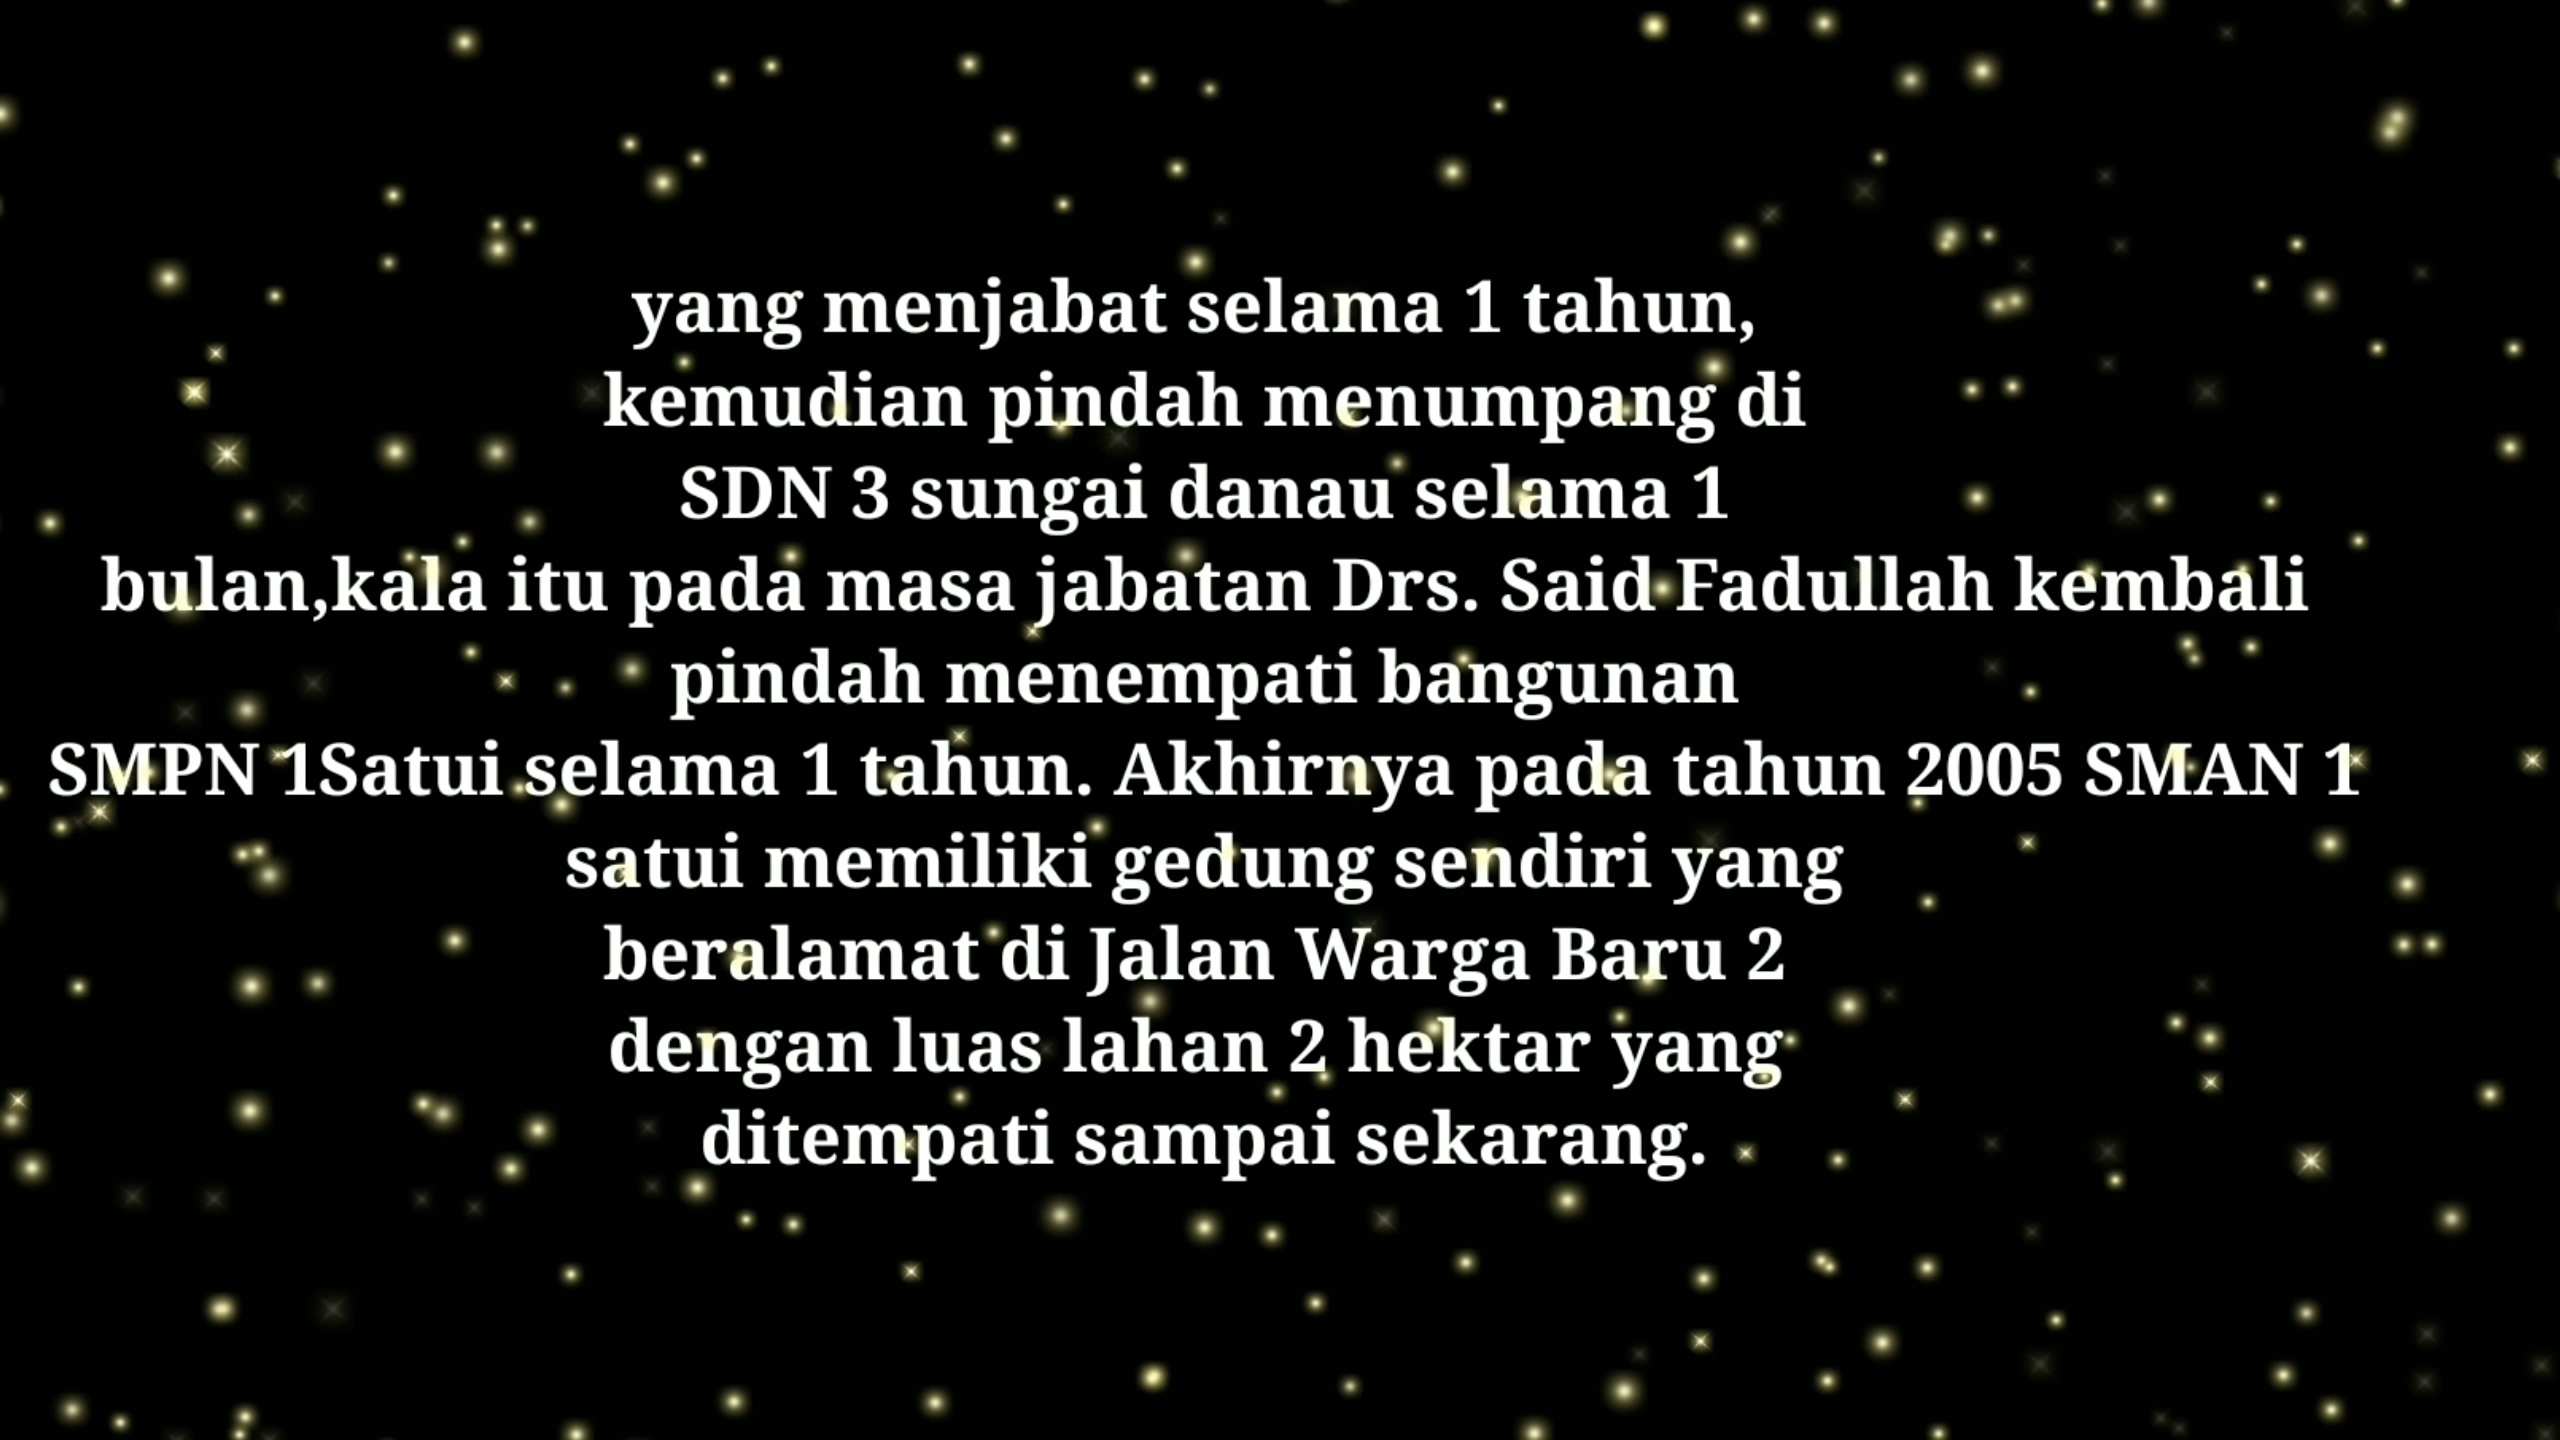 yang menjabat selama 1 tahun,
kemudian pindah menumpang di
SDN 3 sungai danau selama 1
bulan,kala itu pada masa jabatan Drs. Said Fadullah kembali
pindah menempati bangunan
SMPN 1Satui selama 1 tahun. Akhirnya pada tahun 2005 SMAN 1
satui memiliki gedung sendiri yang
beralamat di Jalan Warga Baru 2
dengan luas lahan 2 hektar yang
ditempati sampai sekarang.